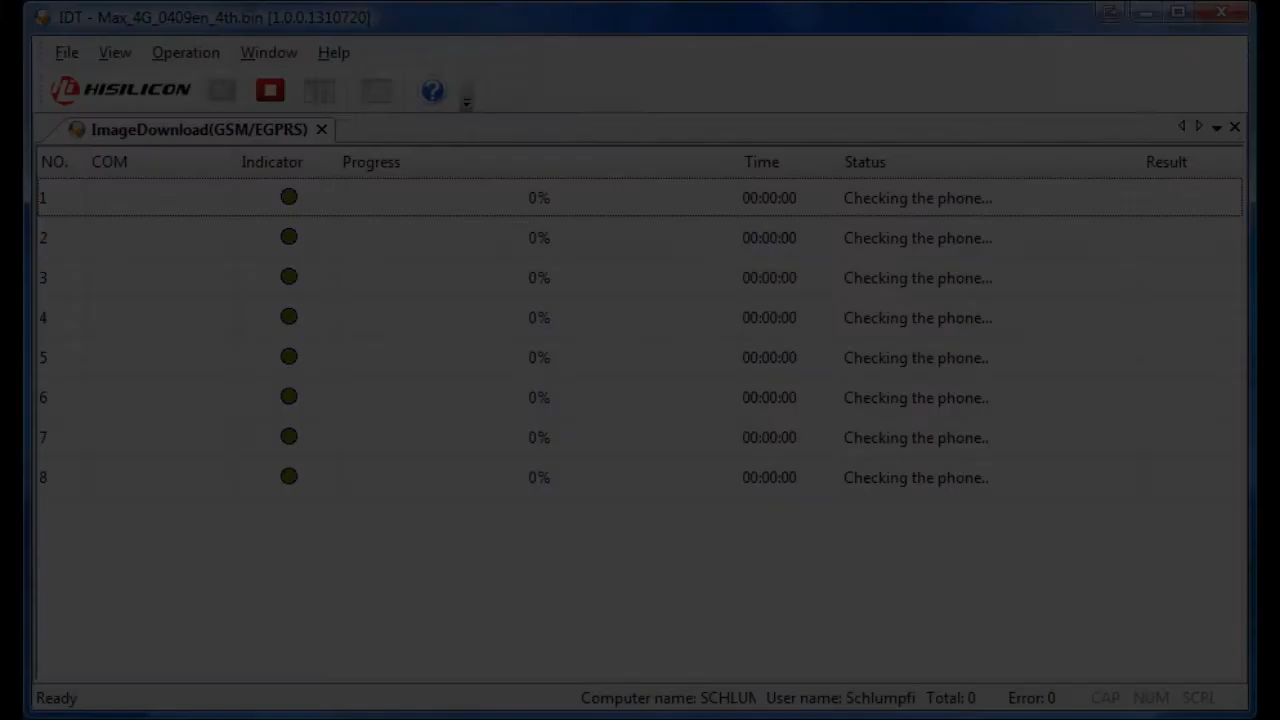 IDT - Max_4G_0409en_4th.bin [1.0.0.1310720]
File View Operation Window Help
HISILICON
ImageDownload(GSM/EGPRS)
NO. COM Indicator Progress Time Status Result
1 0% 00:00:00 Checking the phone...
2 0% 00:00:00 Checking the phone...
3 0% 00:00:00 Checking the phone...
4 0% 00:00:00 Checking the phone...
5 0% 00:00:00 Checking the phone..
6 0% 00:00:00 Checking the phone..
7 0% 00:00:00 Checking the phone..
8 0% 00:00:00 Checking the phone..
Ready Computer name: SCHLUM User name: Schlumpfi Total: 0 Error: 0 CAP NUM SCRL